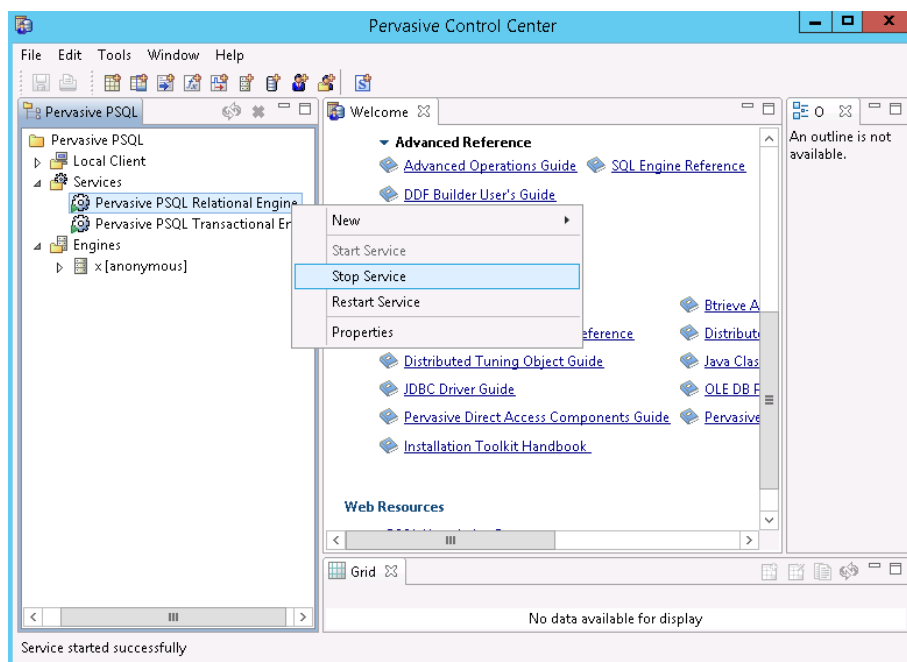 Pervasive Control Center
File Edit Tools Window Help
Pervasive PSQL
Welcome
O
An outline is not
available.
Pervasive PSQL
Local Client
Services
Pervasive PSQL Relational Engine
Pervasive PSQL Transactional En
Engines
x [anonymous]
Advanced Reference
Advanced Operations Guide SQL Engine Reference
DDF Builder User's Guide
New
Start Service
Stop Service
Restart Service
Properties
Btrieve A
eference Distribut
Distributed Tuning Object Guide Java Clas
JDBC Driver Guide OLE DB P
Pervasive Direct Access Components Guide Pervasive
Installation Toolkit Handbook
Web Resources
Grid
No data available for display
Service started successfully